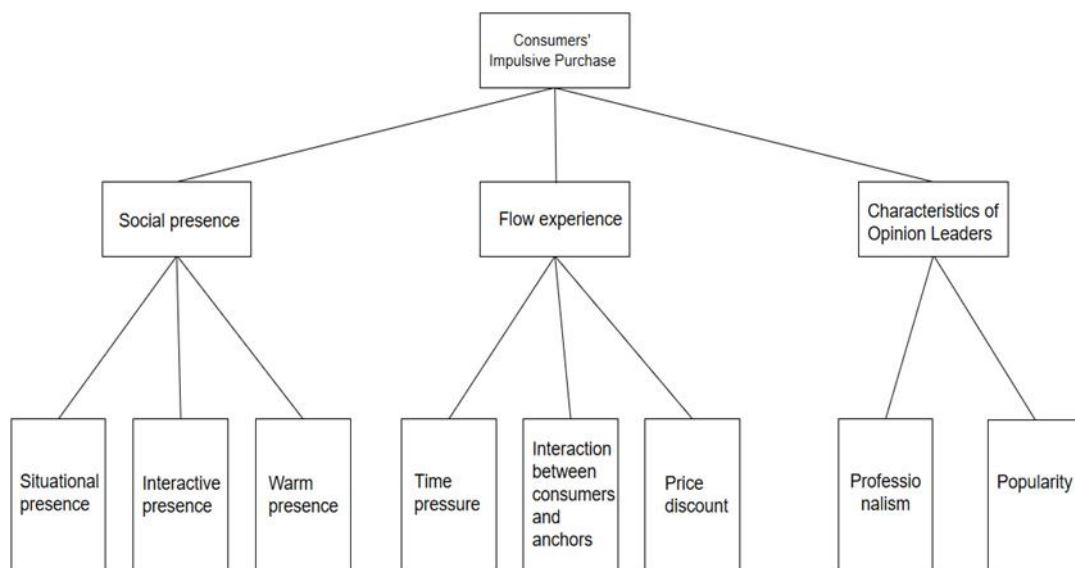 Consumers'
Impulsive Purchase
Social presence
Flow experience
Characteristics of
Opinion Leaders
Situational
presence
Interactive
presence
Warm
presence
Time
pressure
Interaction
between
consumers
and
anchors
Price
discount
Professio
nalism
Popularity